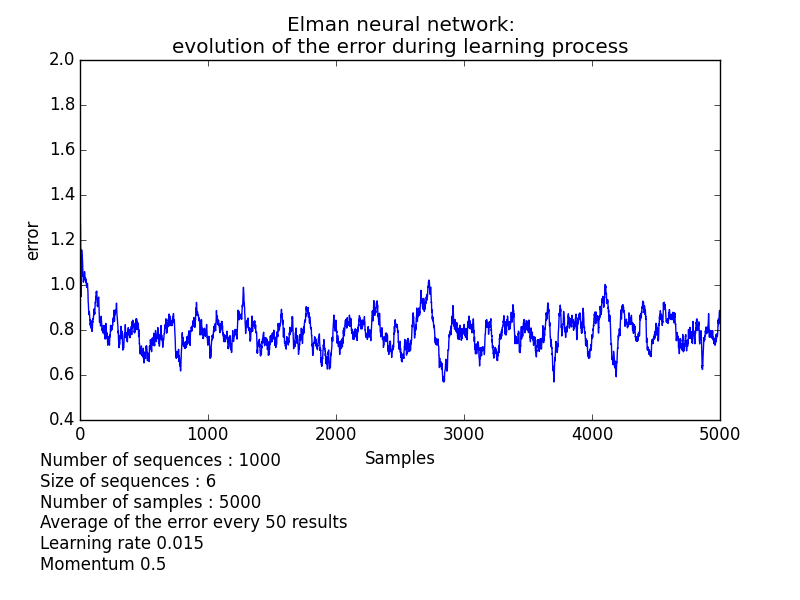 Elman neural network:
evolution of the error during learning process
2.0
1.8
1.6
1.4
1.2
1.0
0.8
0.6
0.4
error
0 1000 2000 3000 4000 5000
Samples
Number of sequences : 1000
Size of sequences : 6
Number of samples : 5000
Average of the error every 50 results
Learning rate 0.015
Momentum 0.5